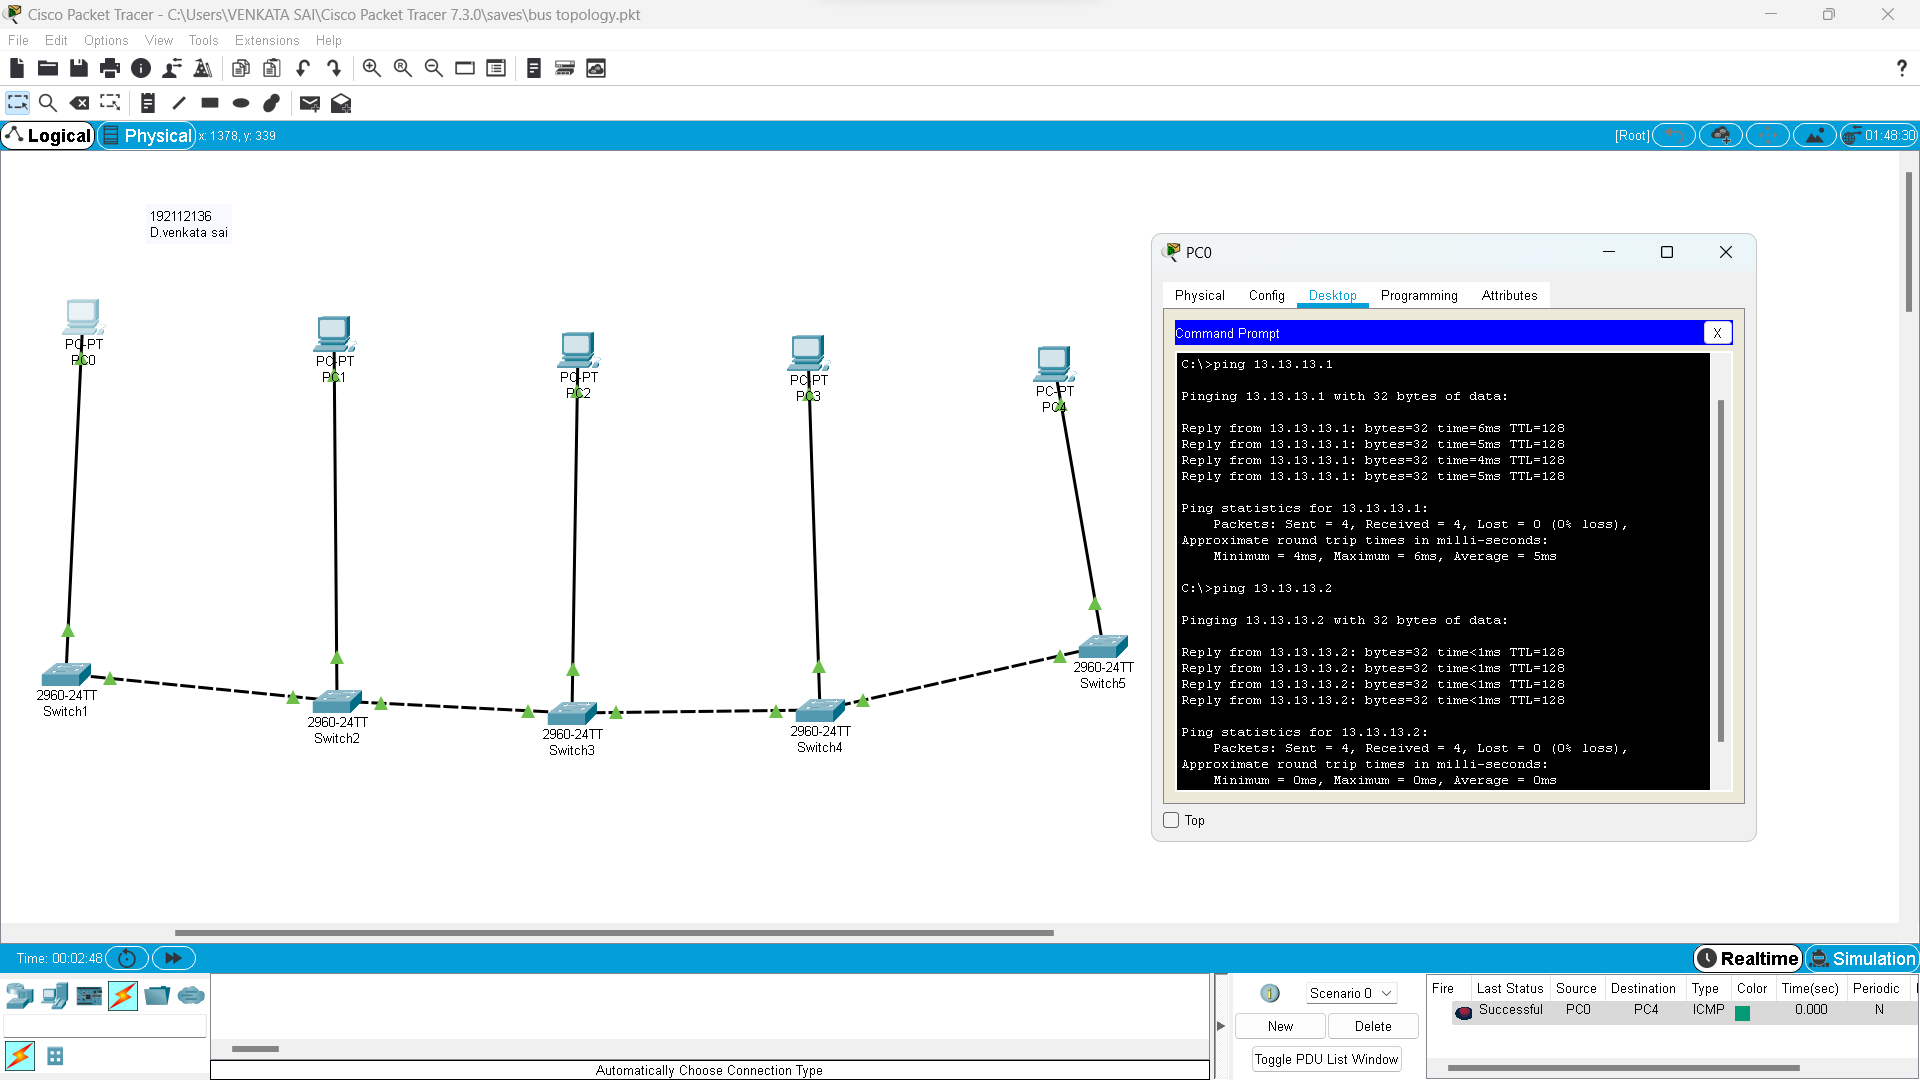 Cisco Packet Tracer - C:\Users\VENKATA SAI\Cisco Packet Tracer 7.3.0\saves\bus topology.pkt
File Edit Options View Tools Extensions Help
?
Logical Physical x: 1378, y: 339 [Root] 01:48:30
192112136
D.venkata sai
PC-PT
PC0
PC-PT
PC1
PC-PT
PC2
PC-PT
PC3
PC-PT
PC4
2960-24TT
Switch1
2960-24TT
Switch2
2960-24TT
Switch3
2960-24TT
Switch4
2960-24TT
Switch5
PC0
Physical Config Desktop Programming Attributes
Command Prompt X
C:\>ping 13.13.13.1
Pinging 13.13.13.1 with 32 bytes of data:
Reply from 13.13.13.1: bytes=32 time=6ms TTL=128
Reply from 13.13.13.1: bytes=32 time=5ms TTL=128
Reply from 13.13.13.1: bytes=32 time=4ms TTL=128
Reply from 13.13.13.1: bytes=32 time=5ms TTL=128
Ping statistics for 13.13.13.1:
Packets: Sent = 4, Received = 4, Lost = 0 (0% loss),
Approximate round trip times in milli-seconds:
Minimum = 4ms, Maximum = 6ms, Average = 5ms
C:\>ping 13.13.13.2
Pinging 13.13.13.2 with 32 bytes of data:
Reply from 13.13.13.2: bytes=32 time<1ms TTL=128
Reply from 13.13.13.2: bytes=32 time<1ms TTL=128
Reply from 13.13.13.2: bytes=32 time<1ms TTL=128
Reply from 13.13.13.2: bytes=32 time<1ms TTL=128
Ping statistics for 13.13.13.2:
Packets: Sent = 4, Received = 4, Lost = 0 (0% loss),
Approximate round trip times in milli-seconds:
Minimum = 0ms, Maximum = 0ms, Average = 0ms
Top
Time: 00:02:48 Realtime Simulation
Scenario 0
New Delete
Toggle PDU List Window
Fire Last Status Source Destination Type Color Time(sec) Periodic
Successful PC0 PC4 ICMP 0.000 N
Automatically Choose Connection Type